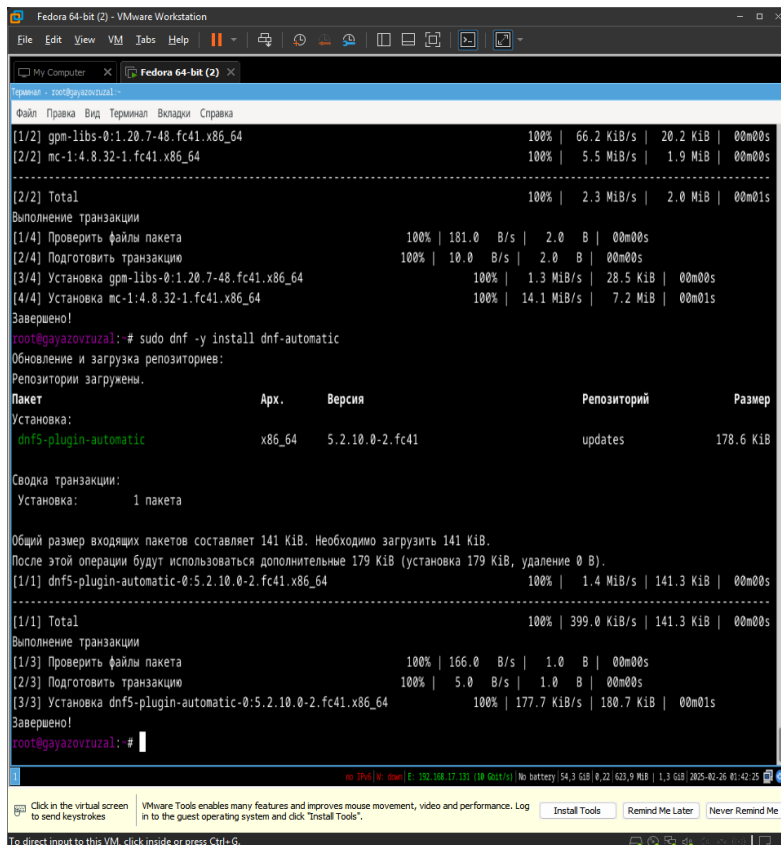 Fedora 64-bit (2) - VMware Workstation
File Edit View VM Tabs Help
My Computer Fedora 64-bit (2)
Терминал - root@gayazovruzal:~
Файл Правка Вид Терминал Вкладки Справка
[1/2] gpm-libs-0:1.20.7-48.fc41.x86_64 100% | 66.2 KiB/s | 20.2 KiB | 00m00s
[2/2] mc-1:4.8.32-1.fc41.x86_64 100% | 5.5 MiB/s | 1.9 MiB | 00m00s
--------------------------------------------------------------------------------
[2/2] Total 100% | 2.3 MiB/s | 2.0 MiB | 00m01s
Выполнение транзакции
[1/4] Проверить файлы пакета 100% | 181.0 B/s | 2.0 B | 00m00s
[2/4] Подготовить транзакцию 100% | 10.0 B/s | 2.0 B | 00m00s
[3/4] Установка gpm-libs-0:1.20.7-48.fc41.x86_64 100% | 1.3 MiB/s | 28.5 KiB | 00m00s
[4/4] Установка mc-1:4.8.32-1.fc41.x86_64 100% | 14.1 MiB/s | 7.2 MiB | 00m01s
Завершено!
root@gayazovruzal:~# sudo dnf -y install dnf-automatic
Обновление и загрузка репозиториев:
Репозитории загружены.
Пакет Арх. Версия Репозиторий Размер
Установка:
dnf5-plugin-automatic x86_64 5.2.10.0-2.fc41 updates 178.6 KiB
Сводка транзакции:
Установка: 1 пакета
Общий размер входящих пакетов составляет 141 KiB. Необходимо загрузить 141 KiB.
После этой операции будут использоваться дополнительные 179 KiB (установка 179 KiB, удаление 0 B).
[1/1] dnf5-plugin-automatic-0:5.2.10.0-2.fc41.x86_64 100% | 1.4 MiB/s | 141.3 KiB | 00m00s
--------------------------------------------------------------------------------
[1/1] Total 100% | 399.0 KiB/s | 141.3 KiB | 00m00s
Выполнение транзакции
[1/3] Проверить файлы пакета 100% | 166.0 B/s | 1.0 B | 00m00s
[2/3] Подготовить транзакцию 100% | 5.0 B/s | 1.0 B | 00m00s
[3/3] Установка dnf5-plugin-automatic-0:5.2.10.0-2.fc41.x86_64 100% | 177.7 KiB/s | 180.7 KiB | 00m01s
Завершено!
root@gayazovruzal:~#
1 no IPv6|W: down|E: 192.168.17.131 (10 Gbit/s)|No battery|54,3 GiB|0,22|623,9 MiB | 1,3 GiB|2025-02-26 01:42:25
Click in the virtual screen to send keystrokes
VMware Tools enables many features and improves mouse movement, video and performance. Log in to the guest operating system and click "Install Tools".
Install Tools Remind Me Later Never Remind Me
To direct input to this VM, click inside or press Ctrl+G.